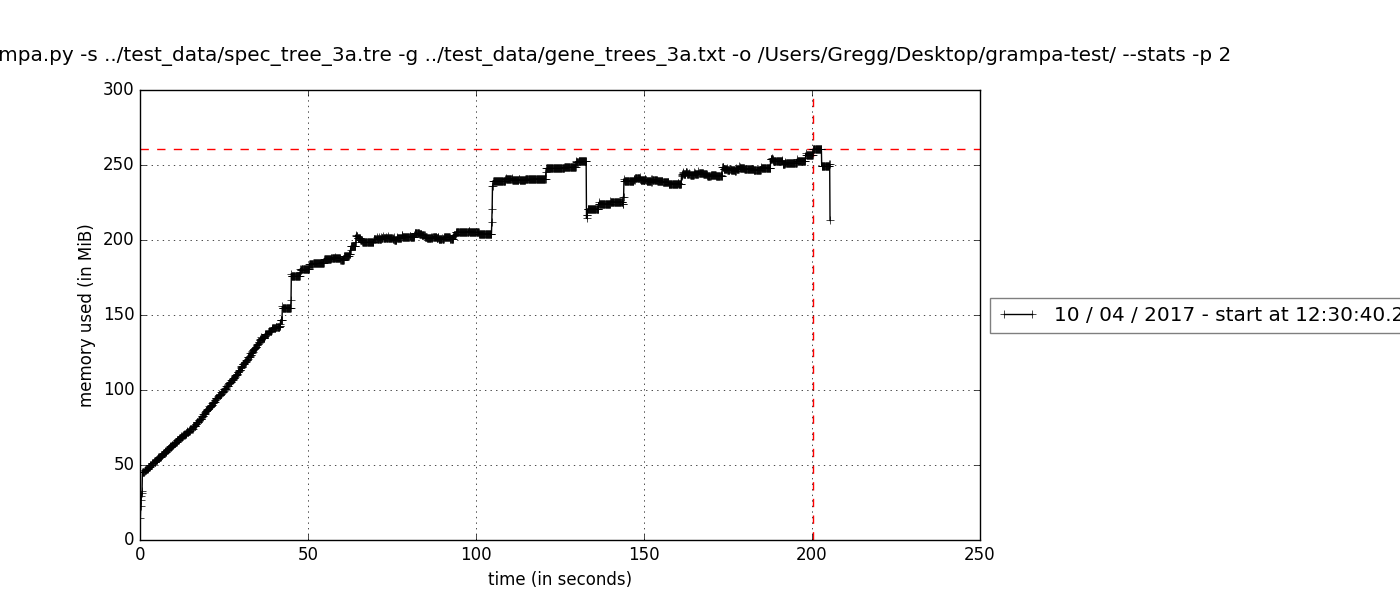 mpa.py -s ../test_data/spec_tree_3a.tre -g ../test_data/gene_trees_3a.txt -o /Users/Gregg/Desktop/grampa-test/ --stats -p 2
300
250
200
150
100
50
0
memory used (in MiB)
0 50 100 150 200 250
time (in seconds)
10 / 04 / 2017 - start at 12:30:40.2